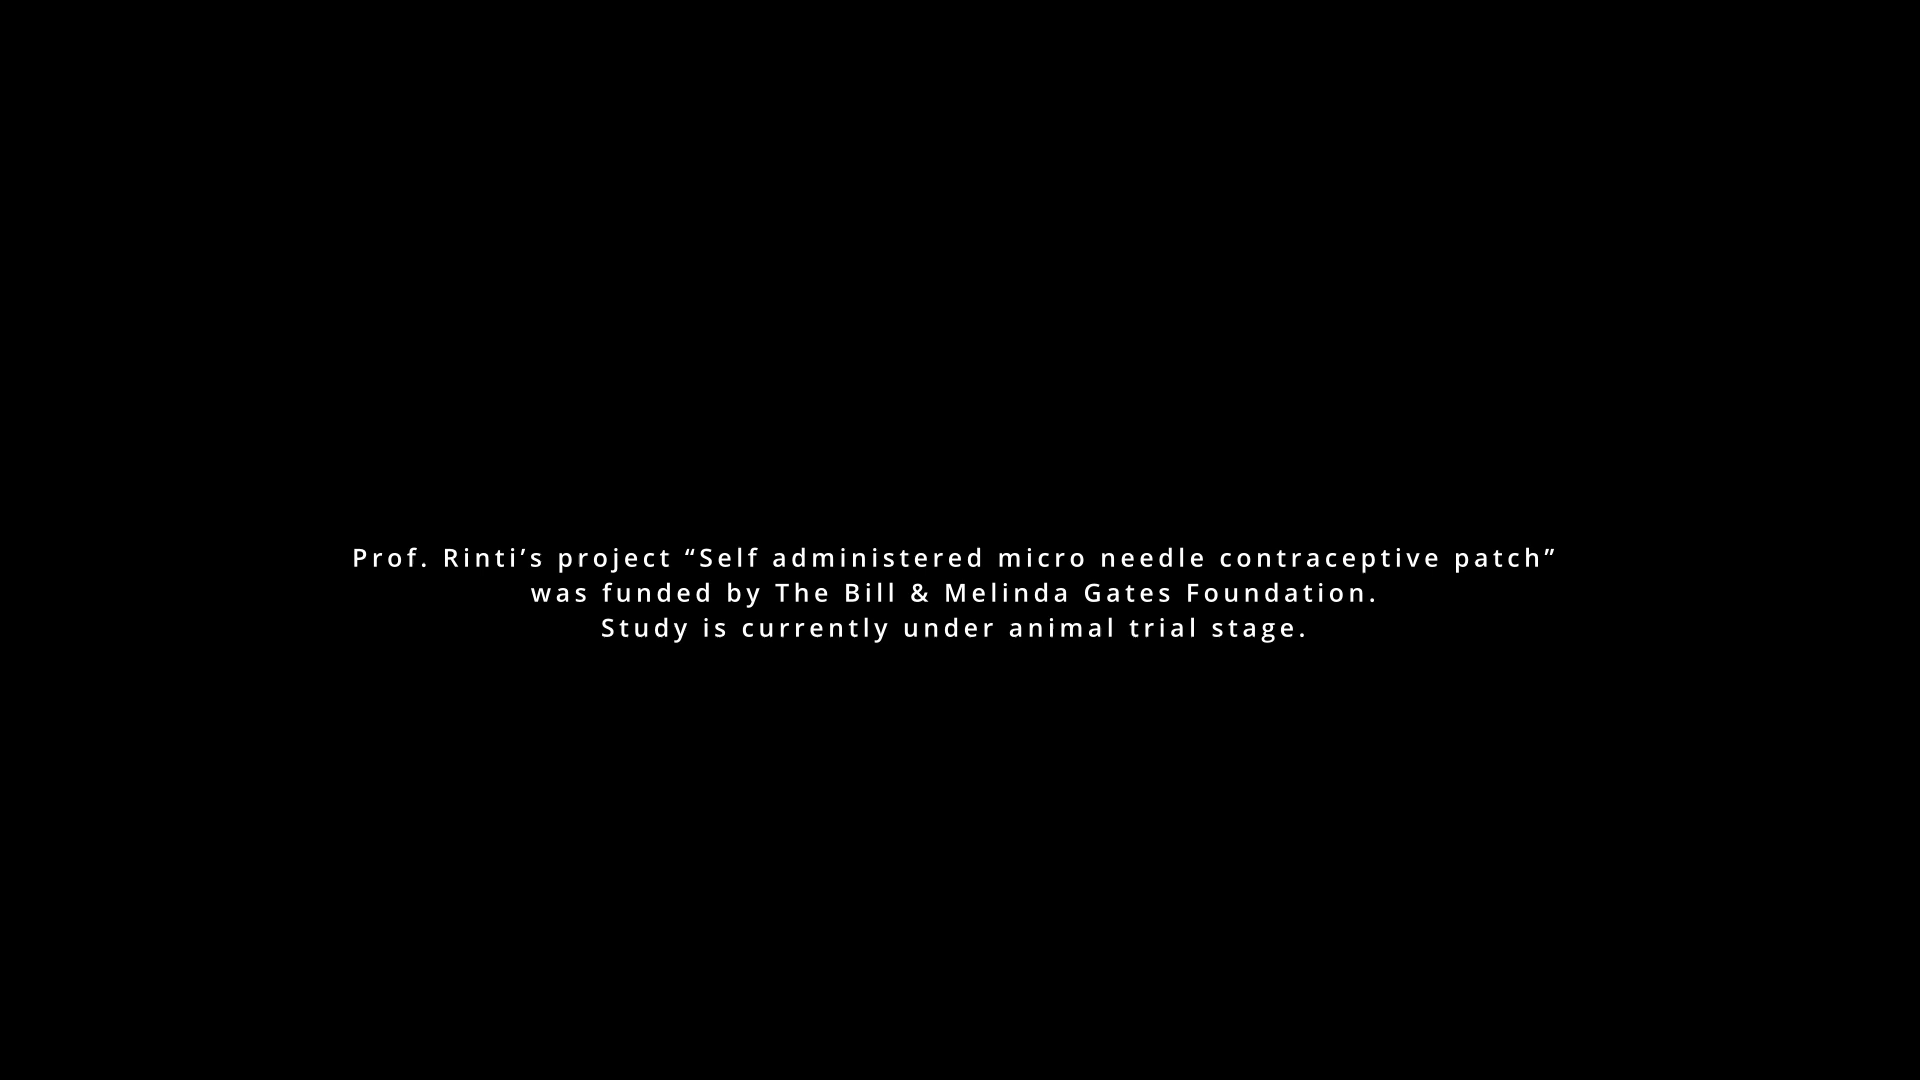 Prof. Rinti’s project “Self administered micro needle contraceptive patch”
was funded by The Bill & Melinda Gates Foundation.
Study is currently under animal trial stage.